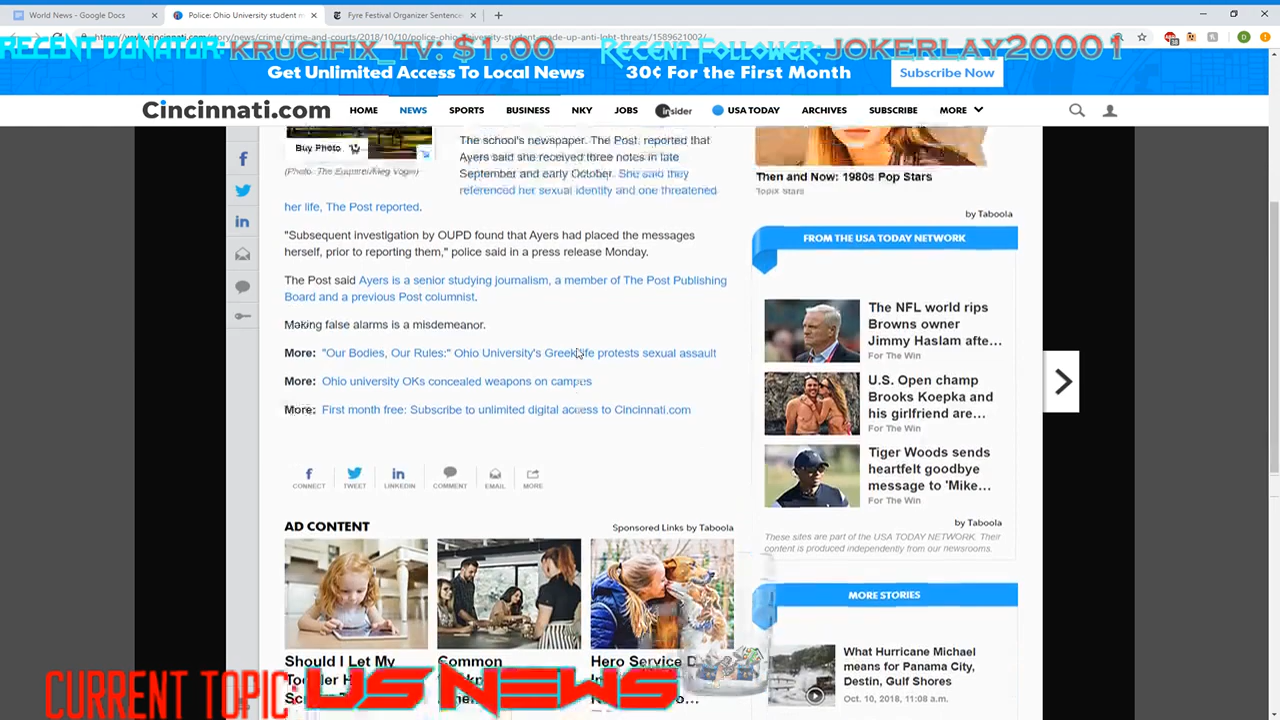 World News - Google Docs
Police: Ohio University student m
Fyre Festival Organizer Sentence
RECENT DONATOR: KRUCIFIX_TV: $1.00
RECENT FOLLOWER: JOKERLAY20001
Get Unlimited Access To Local News
30¢ For the First Month
Subscribe Now
Cincinnati.com
HOME
NEWS
SPORTS
BUSINESS
NKY
JOBS
insider
USA TODAY
ARCHIVES
SUBSCRIBE
MORE
Buy Photo
The school's newspaper. The Post, reported that
Ayers said she received three notes in late
September and early October. She said they
referenced her sexual identity and one threatened
her life, The Post reported.
"Subsequent investigation by OUPD found that Ayers had placed the messages
herself, prior to reporting them," police said in a press release Monday.
The Post said Ayers is a senior studying journalism, a member of The Post Publishing
Board and a previous Post columnist.
Making false alarms is a misdemeanor.
More: "Our Bodies, Our Rules:" Ohio University's Greek life protests sexual assault
More: Ohio university OKs concealed weapons on campus
More: First month free: Subscribe to unlimited digital access to Cincinnati.com
CONNECT
TWEET
LINKEDIN
COMMENT
EMAIL
MORE
AD CONTENT
Sponsored Links by Taboola
Should I Let My
Common
Hero Service D
Then and Now: 1980s Pop Stars
Topix Stars
by Taboola
FROM THE USA TODAY NETWORK
The NFL world rips
Browns owner
Jimmy Haslam afte...
For The Win
U.S. Open champ
Brooks Koepka and
his girlfriend are...
For The Win
Tiger Woods sends
heartfelt goodbye
message to 'Mike...
For The Win
by Taboola
These sites are part of the USA TODAY NETWORK. Their
content is produced independently from our newsrooms.
MORE STORIES
What Hurricane Michael
means for Panama City,
Gulf Shores
Oct. 10, 2018, 11:08 a.m.
CURRENT TOPIC: US NEWS